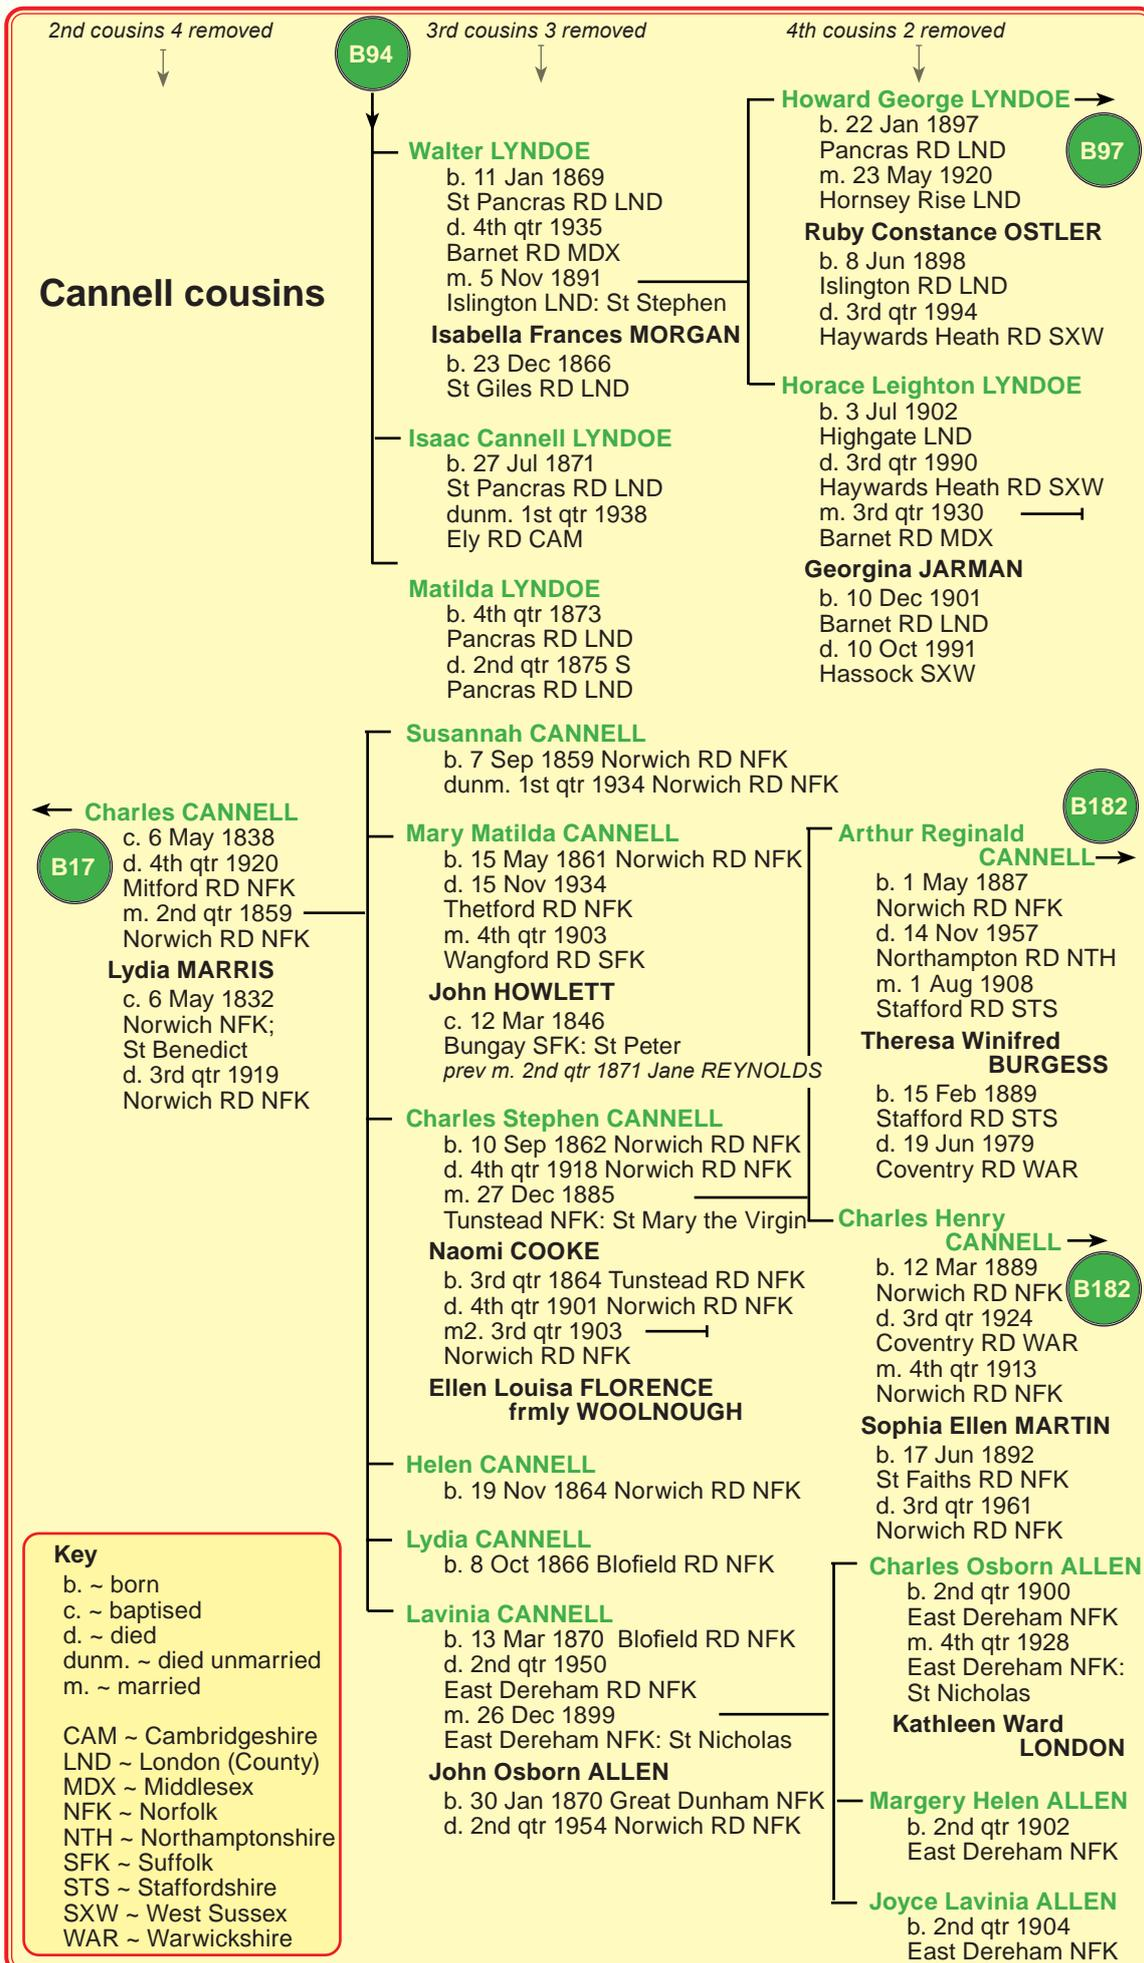 2nd cousins 4 removed
B94
3rd cousins 3 removed
4th cousins 2 removed
Cannell cousins
Walter LYNDOE
b. 11 Jan 1869
St Pancras RD LND
d. 4th qtr 1935
Barnet RD MDX
m. 5 Nov 1891
Islington LND: St Stephen
Isabella Frances MORGAN
b. 23 Dec 1866
St Giles RD LND
Isaac Cannell LYNDOE
b. 27 Jul 1871
St Pancras RD LND
dunm. 1st qtr 1938
Ely RD CAM
Matilda LYNDOE
b. 4th qtr 1873
Pancras RD LND
d. 2nd qtr 1875 S
Pancras RD LND
Howard George LYNDOE
B97
b. 22 Jan 1897
Pancras RD LND
m. 23 May 1920
Hornsey Rise LND
Ruby Constance OSTLER
b. 8 Jun 1898
Islington RD LND
d. 3rd qtr 1994
Haywards Heath RD SXW
Horace Leighton LYNDOE
b. 3 Jul 1902
Highgate LND
d. 3rd qtr 1990
Haywards Heath RD SXW
m. 3rd qtr 1930
Barnet RD MDX
Georgina JARMAN
b. 10 Dec 1901
Barnet RD LND
d. 10 Oct 1991
Hassock SXW
Charles CANNELL
B17
c. 6 May 1838
d. 4th qtr 1920
Mitford RD NFK
m. 2nd qtr 1859
Norwich RD NFK
Lydia MARRIS
c. 6 May 1832
Norwich NFK;
St Benedict
d. 3rd qtr 1919
Norwich RD NFK
Susannah CANNELL
b. 7 Sep 1859 Norwich RD NFK
dunm. 1st qtr 1934 Norwich RD NFK
Mary Matilda CANNELL
b. 15 May 1861 Norwich RD NFK
d. 15 Nov 1934
Thetford RD NFK
m. 4th qtr 1903
Wangford RD SFK
John HOWLETT
c. 12 Mar 1846
Bungay SFK: St Peter
prev m. 2nd qtr 1871 Jane REYNOLDS
Charles Stephen CANNELL
b. 10 Sep 1862 Norwich RD NFK
d. 4th qtr 1918 Norwich RD NFK
m. 27 Dec 1885
Tunstead NFK: St Mary the Virgin
Naomi COOKE
b. 3rd qtr 1864 Tunstead RD NFK
d. 4th qtr 1901 Norwich RD NFK
m2. 3rd qtr 1903
Norwich RD NFK
Ellen Louisa FLORENCE
frmly WOOLNOUGH
Helen CANNELL
b. 19 Nov 1864 Norwich RD NFK
Lydia CANNELL
b. 8 Oct 1866 Blofield RD NFK
Lavinia CANNELL
b. 13 Mar 1870 Blofield RD NFK
d. 2nd qtr 1950
East Dereham RD NFK
m. 26 Dec 1899
East Dereham NFK: St Nicholas
John Osborn ALLEN
b. 30 Jan 1870 Great Dunham NFK
d. 2nd qtr 1954 Norwich RD NFK
B182
Arthur Reginald
CANNELL
b. 1 May 1887
Norwich RD NFK
d. 14 Nov 1957
Northampton RD NTH
m. 1 Aug 1908
Stafford RD STS
Theresa Winifred
BURGESS
b. 15 Feb 1889
Stafford RD STS
d. 19 Jun 1979
Coventry RD WAR
Charles Henry
CANNELL
B182
b. 12 Mar 1889
Norwich RD NFK
d. 3rd qtr 1924
Coventry RD WAR
m. 4th qtr 1913
Norwich RD NFK
Sophia Ellen MARTIN
b. 17 Jun 1892
St Faiths RD NFK
d. 3rd qtr 1961
Norwich RD NFK
Charles Osborn ALLEN
b. 2nd qtr 1900
East Dereham NFK
m. 4th qtr 1928
East Dereham NFK:
St Nicholas
Kathleen Ward
LONDON
Margery Helen ALLEN
b. 2nd qtr 1902
East Dereham NFK
Joyce Lavinia ALLEN
b. 2nd qtr 1904
East Dereham NFK
Key
b. ~ born
c. ~ baptised
d. ~ died
dunm. ~ died unmarried
m. ~ married
CAM ~ Cambridgeshire
LND ~ London (County)
MDX ~ Middlesex
NFK ~ Norfolk
NTH ~ Northamptonshire
SFK ~ Suffolk
STS ~ Staffordshire
SXW ~ West Sussex
WAR ~ Warwickshire